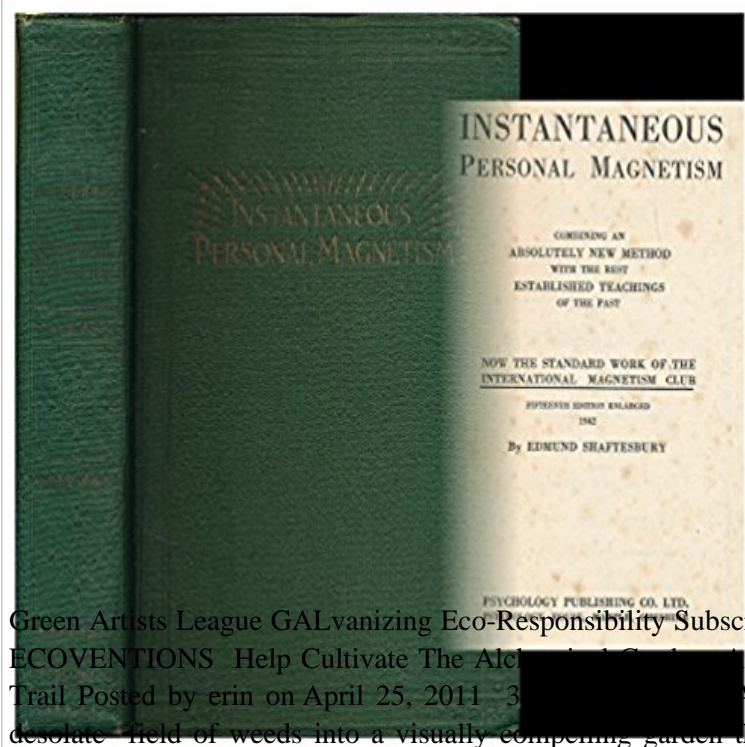 INSTANTANEOUS
PERSONAL MAGNETISM
INSTANTANEOUS
PERSONAL MAGNETISM
COMBINING AN
ABSOLUTELY NEW METHOD
WITH THE BEST
ESTABLISHED TEACHINGS
OF THE PAST
NOW THE STANDARD WORK OF THE
INTERNATIONAL MAGNETISM CLUB
FIFTEENTH EDITION ENLARGED
1942
By EDMUND SHAFTESBURY
PSYCHOLOGY PUBLISHING CO. LTD,
Green Artists League GALvanizing Eco-Responsibility
ECOVENTIONS Help Cultivate The
Trail Posted by erin on April 25, 2011 3
desolate field of weeds into a visually compelling garden